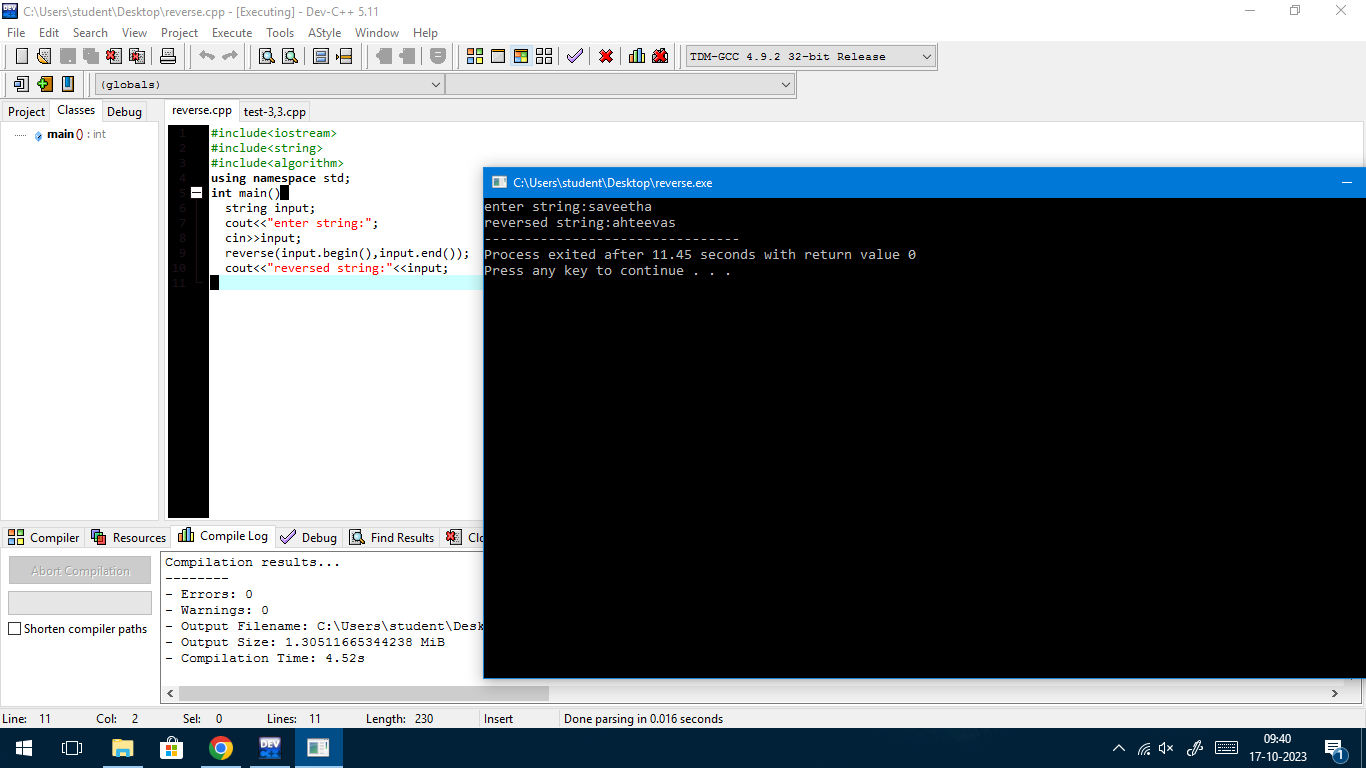 C:\Users\student\Desktop\reverse.cpp - [Executing] - Dev-C++ 5.11
File Edit Search View Project Execute Tools AStyle Window Help
TDM-GCC 4.9.2 32-bit Release
(globals)
Project Classes Debug
reverse.cpp test-3,3.cpp
main () : int
1 #include<iostream>
2 #include<string>
3 #include<algorithm>
4 using namespace std;
5 int main()
6 string input;
7 cout<<"enter string:";
8 cin>>input;
9 reverse(input.begin(),input.end());
10 cout<<"reversed string:"<<input;
11
C:\Users\student\Desktop\reverse.exe
enter string:saveetha
reversed string:ahteevas
--------------------------------
Process exited after 11.45 seconds with return value 0
Press any key to continue . . .
Compiler Resources Compile Log Debug Find Results Clo
Abort Compilation
Shorten compiler paths
Compilation results...
--------
- Errors: 0
- Warnings: 0
- Output Filename: C:\Users\student\Desk
- Output Size: 1.30511665344238 MiB
- Compilation Time: 4.52s
Line: 11 Col: 2 Sel: 0 Lines: 11 Length: 230 Insert Done parsing in 0.016 seconds
DEV
09:40
17-10-2023
1